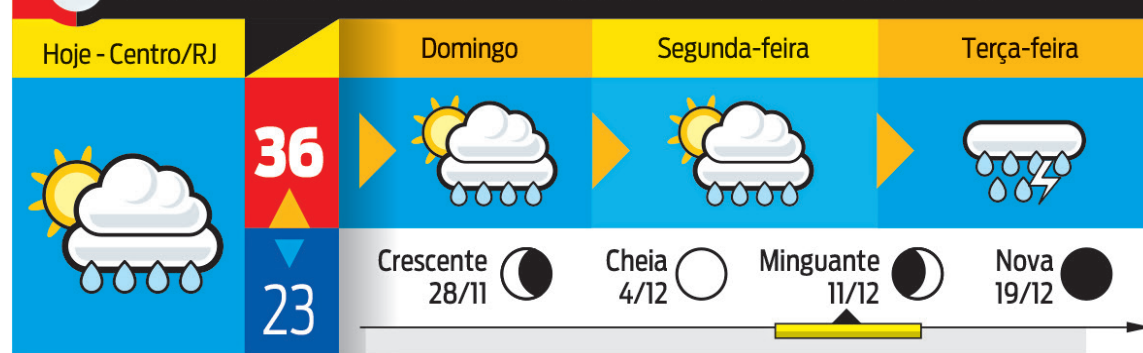 Hoje - Centro/RJ
Domingo
Segunda-feira
Terça-feira
36
23
Crescente
28/11
Cheia
4/12
Minguante
11/12
Nova
19/12